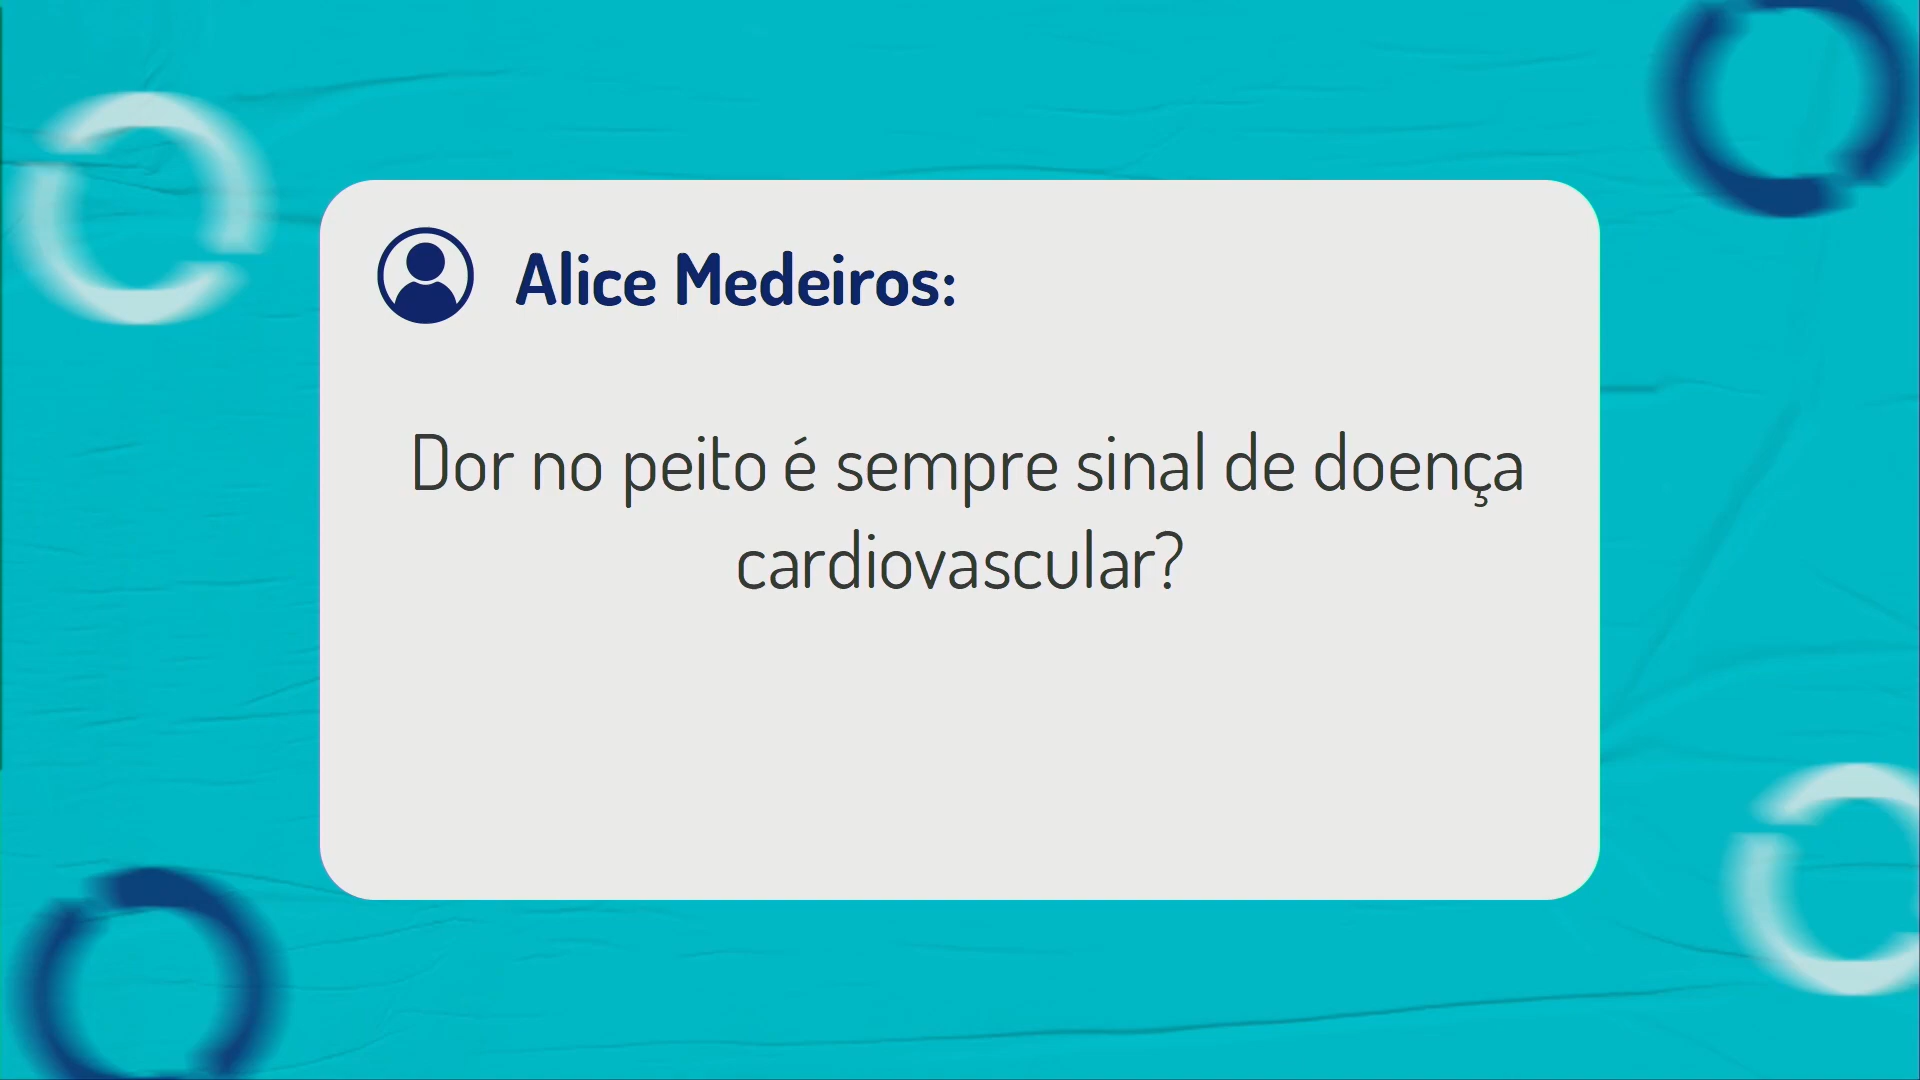 Alice Medeiros:
Dor no peito é sempre sinal de doença
cardiovascular?